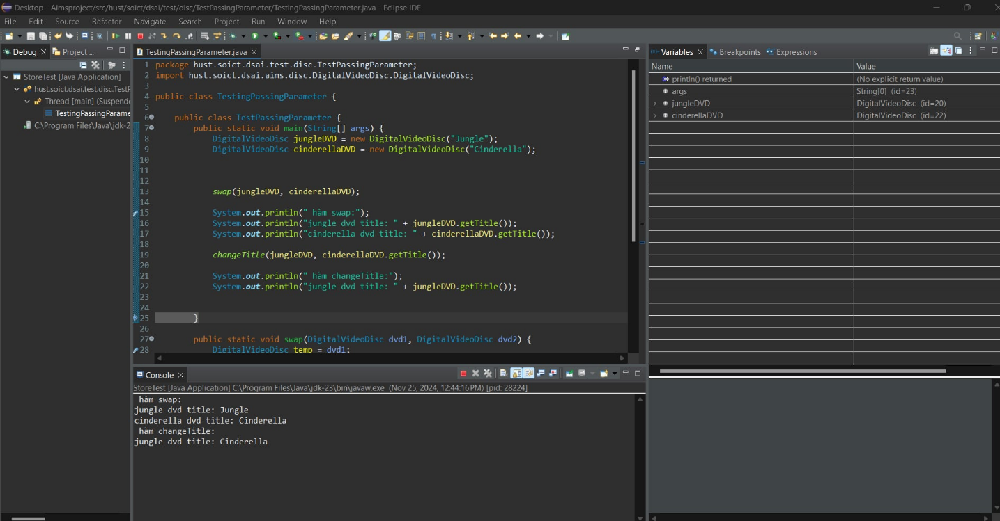 Desktop - Aimsproject/src/hust/soict/dsai/test/disc/TestPassingParameter/TestingPassingParameter.java - Eclipse IDE
File Edit Source Refactor Navigate Search Project Run Window Help
Debug Project ...
StoreTest [Java Application]
hust.soict.dsai.test.disc.TestF
Thread [main] (Suspende
TestingPassingParame
C:\Program Files\Java\jdk-2
TestingPassingParameter.java
1 package hust.soict.dsai.test.disc.TestPassingParameter;
2 import hust.soict.dsai.aims.disc.DigitalVideoDisc.DigitalVideoDisc;
3
4 public class TestingPassingParameter {
5
6 public class TestPassingParameter {
7 public static void main(String[] args) {
8 DigitalVideoDisc jungleDVD = new DigitalVideoDisc("Jungle");
9 DigitalVideoDisc cinderellaDVD = new DigitalVideoDisc("Cinderella");
10
11
12
13 swap(jungleDVD, cinderellaDVD);
14
15 System.out.println(" hàm swap:");
16 System.out.println("jungle dvd title: " + jungleDVD.getTitle());
17 System.out.println("cinderella dvd title: " + cinderellaDVD.getTitle());
18
19 changeTitle(jungleDVD, cinderellaDVD.getTitle());
20
21 System.out.println(" hàm changeTitle:");
22 System.out.println("jungle dvd title: " + jungleDVD.getTitle());
23
24
25 }
26
27 public static void swap(DigitalVideoDisc dvd1, DigitalVideoDisc dvd2) {
28 DigitalVideoDisc temp = dvd1;
Variables Breakpoints Expressions
Name Value
println() returned (No explicit return value)
args String[0] (id=23)
jungleDVD DigitalVideoDisc (id=20)
cinderellaDVD DigitalVideoDisc (id=22)
Console
StoreTest [Java Application] C:\Program Files\Java\jdk-23\bin\javaw.exe (Nov 25, 2024, 12:44:16 PM) [pid: 28224]
hàm swap:
jungle dvd title: Jungle
cinderella dvd title: Cinderella
hàm changeTitle:
jungle dvd title: Cinderella